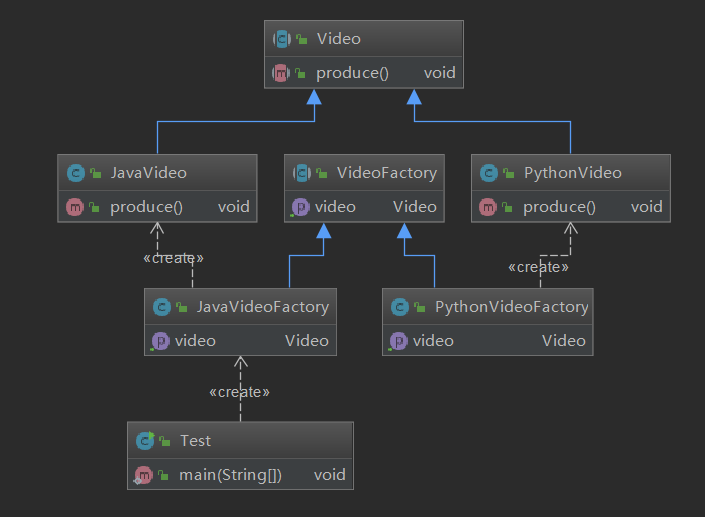 Video
produce() void
JavaVideo
produce() void
VideoFactory
video Video
PythonVideo
produce() void
«create»
«create»
JavaVideoFactory
video Video
PythonVideoFactory
video Video
«create»
Test
main(String[]) void